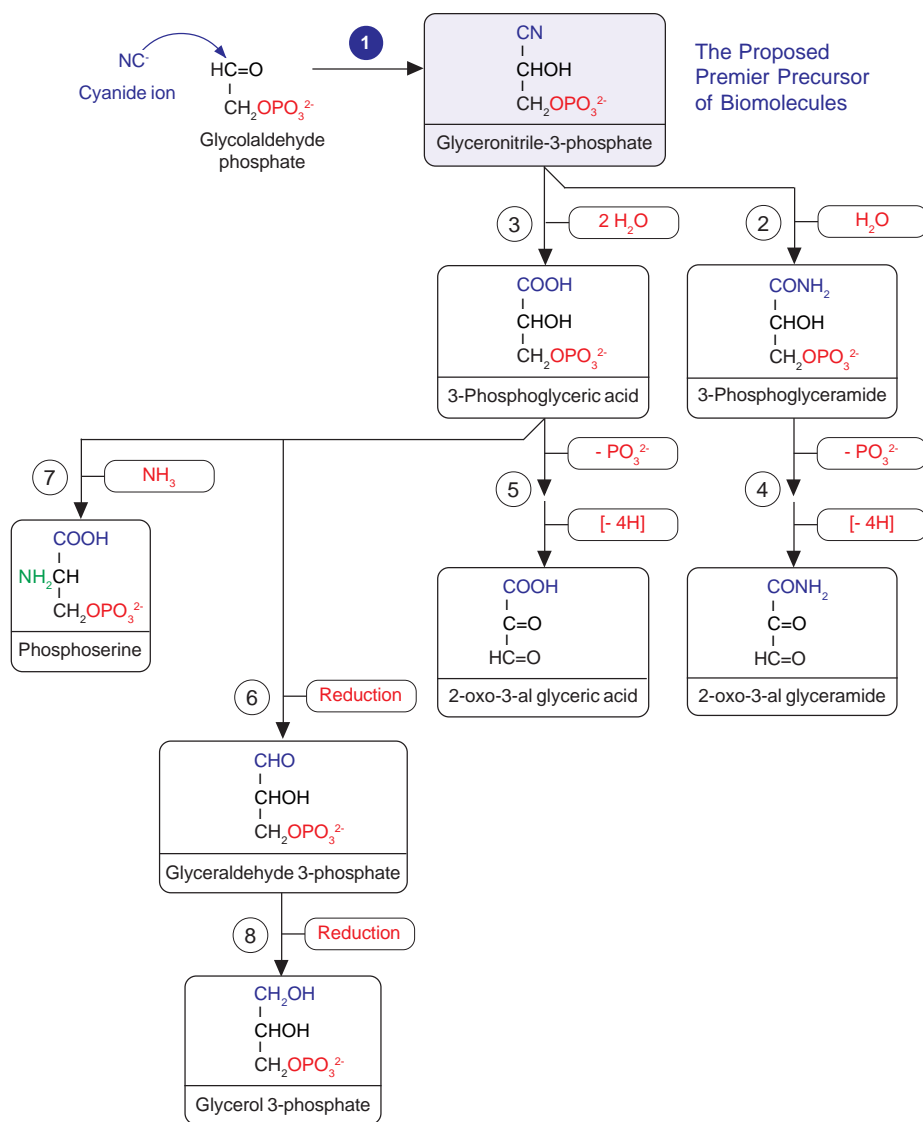 NC⁻
Cyanide ion
HC=O
CH₂OPO₃²⁻
Glycolaldehyde
phosphate
1
CN
CHOH
CH₂OPO₃²⁻
Glyceronitrile-3-phosphate
The Proposed
Premier Precursor
of Biomolecules
3
2 H₂O
2
H₂O
COOH
CHOH
CH₂OPO₃²⁻
3-Phosphoglyceric acid
CONH₂
CHOH
CH₂OPO₃²⁻
3-Phosphoglyceramide
7
NH₃
5
- PO₃²⁻
[- 4H]
4
- PO₃²⁻
[- 4H]
COOH
NH₂CH
CH₂OPO₃²⁻
Phosphoserine
COOH
C=O
HC=O
2-oxo-3-al glyceric acid
CONH₂
C=O
HC=O
2-oxo-3-al glyceramide
6
Reduction
CHO
CHOH
CH₂OPO₃²⁻
Glyceraldehyde 3-phosphate
8
Reduction
CH₂OH
CHOH
CH₂OPO₃²⁻
Glycerol 3-phosphate